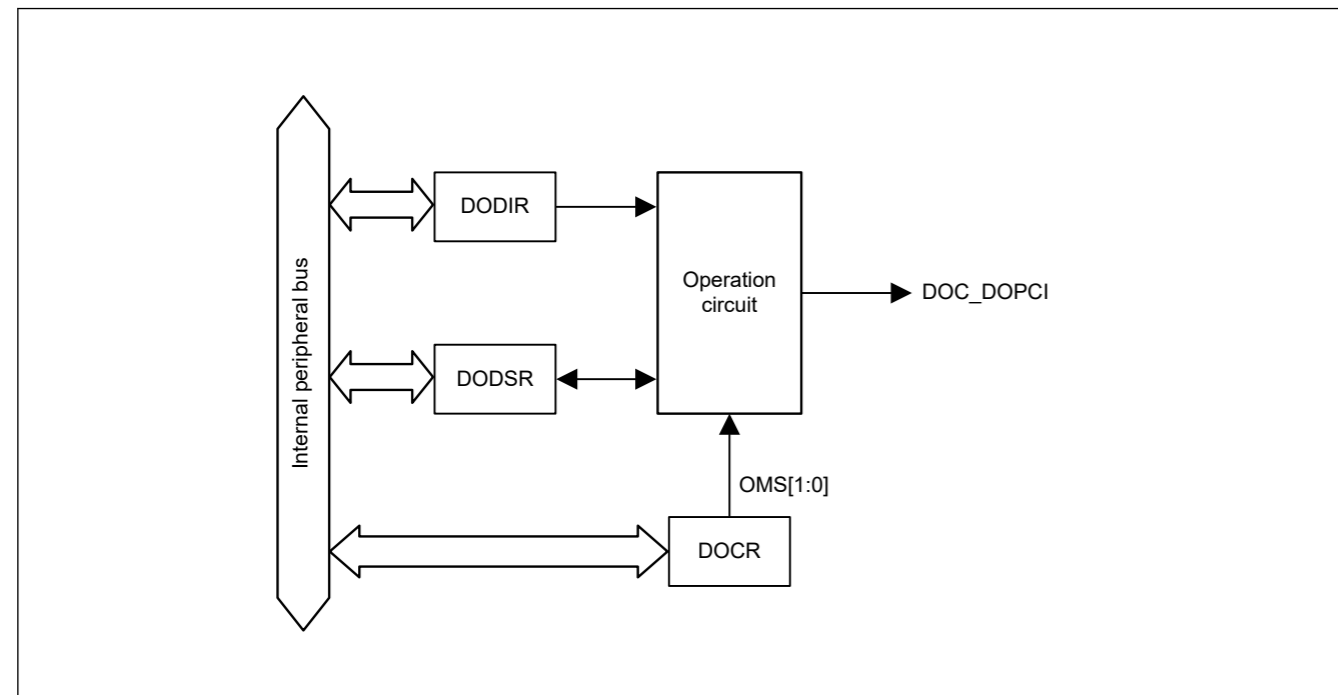 Internal peripheral bus
DODIR
Operation
circuit
DOC_DOPCI
DODSR
OMS[1:0]
DOCR